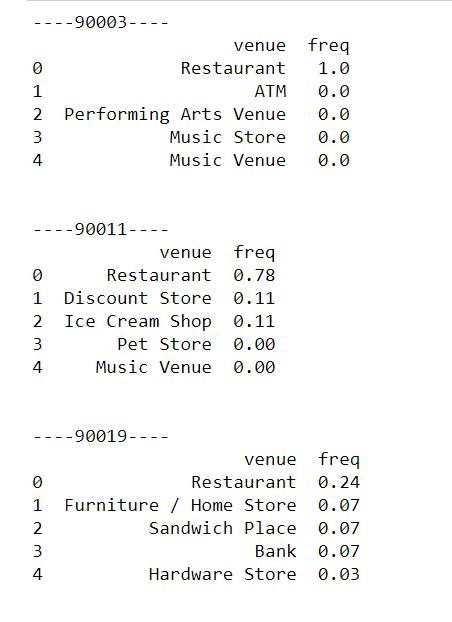 ----90003----
venue freq
0 Restaurant 1.0
1 ATM 0.0
2 Performing Arts Venue 0.0
3 Music Store 0.0
4 Music Venue 0.0
----90011----
venue freq
0 Restaurant 0.78
1 Discount Store 0.11
2 Ice Cream Shop 0.11
3 Pet Store 0.00
4 Music Venue 0.00
----90019----
venue freq
0 Restaurant 0.24
1 Furniture / Home Store 0.07
2 Sandwich Place 0.07
3 Bank 0.07
4 Hardware Store 0.03